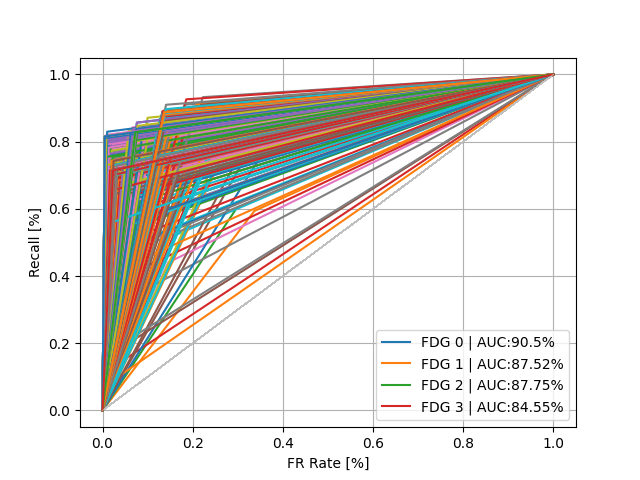 1.0
0.8
0.6
0.4
0.2
0.0
Recall [%]
FDG 0 | AUC:90.5%
FDG 1 | AUC:87.52%
FDG 2 | AUC:87.75%
FDG 3 | AUC:84.55%
0.0 0.2 0.4 0.6 0.8 1.0
FR Rate [%]